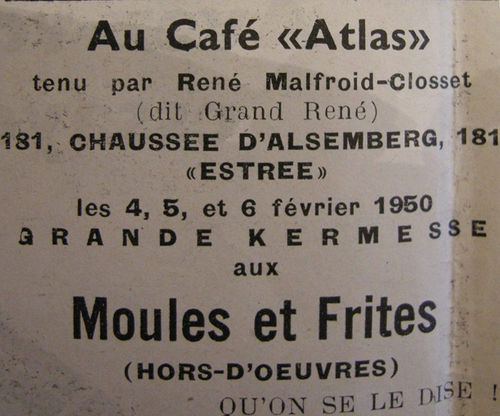 Au Café «Atlas»
tenu par René Malfroid-Closset
(dit Grand René)
181, CHAUSSEE D'ALSEMBERG, 181
«ESTREE»
les 4, 5, et 6 février 1950
GRANDE KERMESSE
aux
Moules et Frites
(HORS-D'OEUVRES)
QU'ON SE LE DISE !